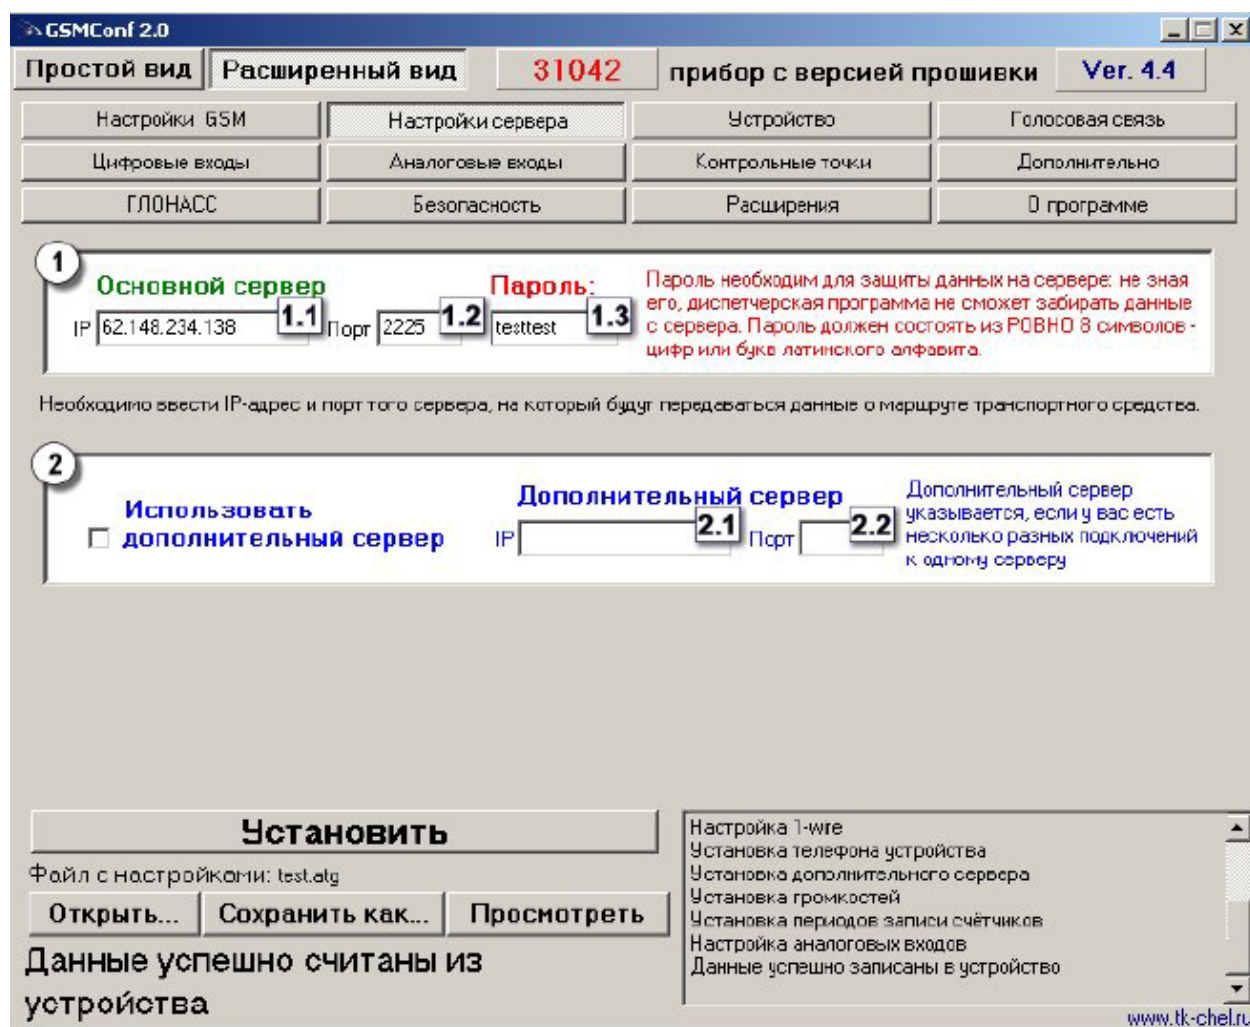 GSMConf 2.0
Простой вид Расширенный вид 31042 прибор с версией прошивки Ver. 4.4
Настройки GSM Настройки сервера Устройство Голосовая связь
Цифровые входы Аналоговые входы Контрольные точки Дополнительно
ГЛОНАСС Безопасность Расширения О программе
1
Основной сервер Пароль:
IP 62.148.234.138 1.1 Порт 2225 1.2 testtest 1.3
Пароль необходим для защиты данных на сервере: не зная
его, диспетчерская программа не сможет забирать данные
с сервера. Пароль должен состоять из РОВНО 8 символов -
цифр или букв латинского алфавита.
Необходимо ввести IP-адрес и порт того сервера, на который будут передаваться данные о маршруте транспортного средства.
2
Использовать
дополнительный сервер
Дополнительный сервер
IP 2.1 Порт 2.2
Дополнительный сервер
указывается, если у вас есть
несколько разных подключений
к одному серверу
Установить
Файл с настройками: test.atg
Открыть... Сохранить как... Просмотреть
Данные успешно считаны из
устройства
Настройка 1-wire
Установка телефона устройства
Установка дополнительного сервера
Установка громкостей
Установка периодов записи счётчиков
Настройка аналоговых входов
Данные успешно записаны в устройство
www.tk-chel.ru